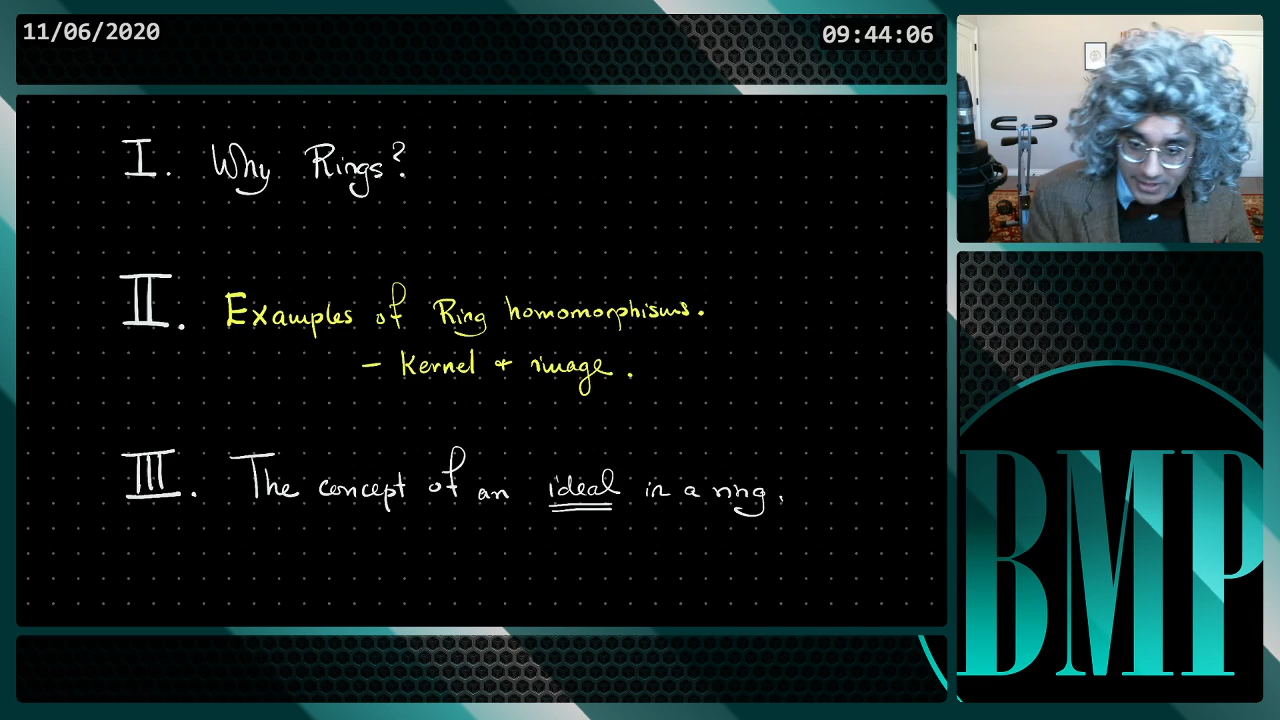 11/06/2020
09:44:06
I. Why Rings?
II. Examples of Ring homomorphisms.
– Kernel & image.
III. The concept of an ideal in a ring.
BMP